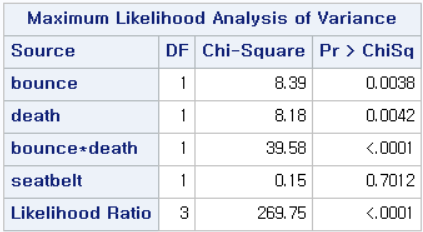 Maximum Likelihood Analysis of Variance
Source DF Chi-Square Pr > ChiSq
bounce 1 8.39 0.0038
death 1 8.18 0.0042
bounce*death 1 39.58 <.0001
seatbelt 1 0.15 0.7012
Likelihood Ratio 3 269.75 <.0001